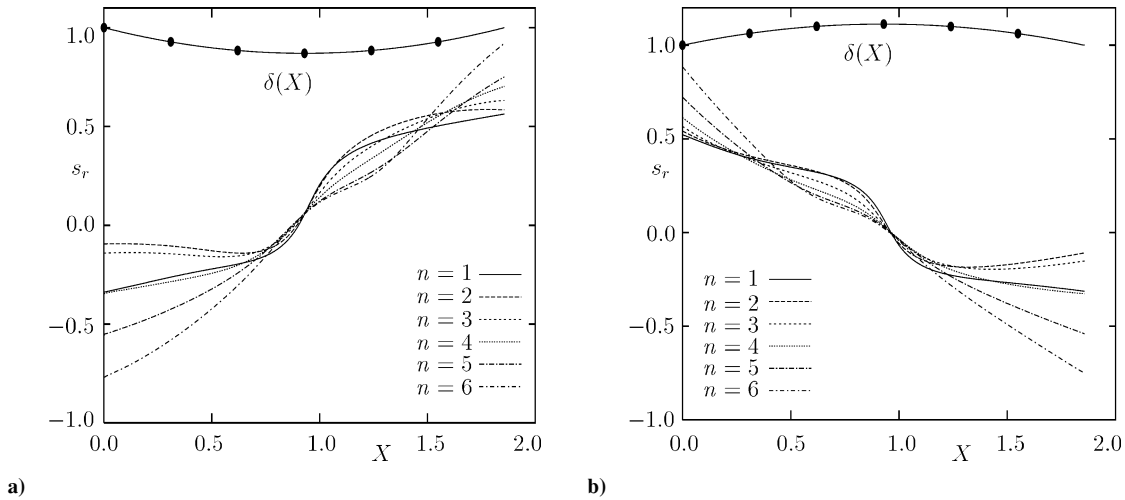 1.0
δ(X)
0.5
s_r
0.0
n = 1
n = 2
n = 3
n = 4
n = 5
n = 6
−0.5
−1.0
0.0 0.5 1.0 1.5 2.0
X
a)
1.0
δ(X)
0.5
s_r
0.0
n = 1
n = 2
n = 3
n = 4
n = 5
n = 6
−0.5
−1.0
0.0 0.5 1.0 1.5 2.0
X
b)